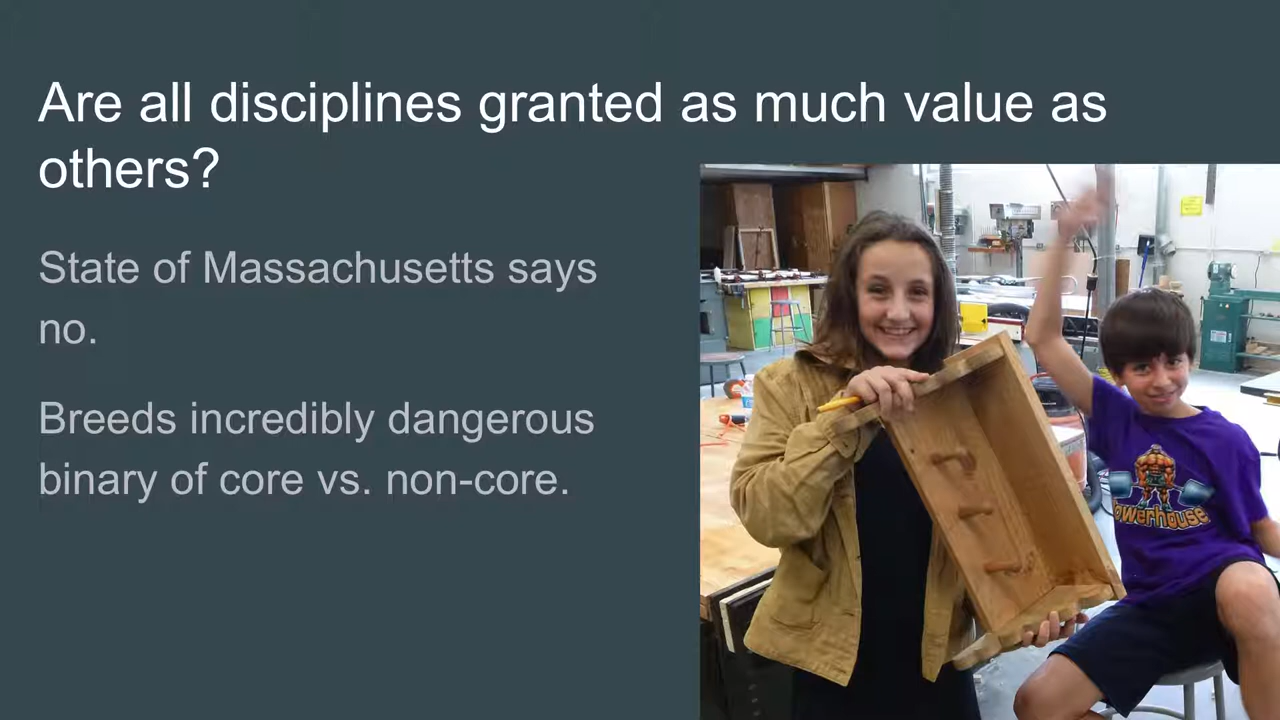 Are all disciplines granted as much value as
others?
State of Massachusetts says
no.
Breeds incredibly dangerous
binary of core vs. non-core.
owerhouse